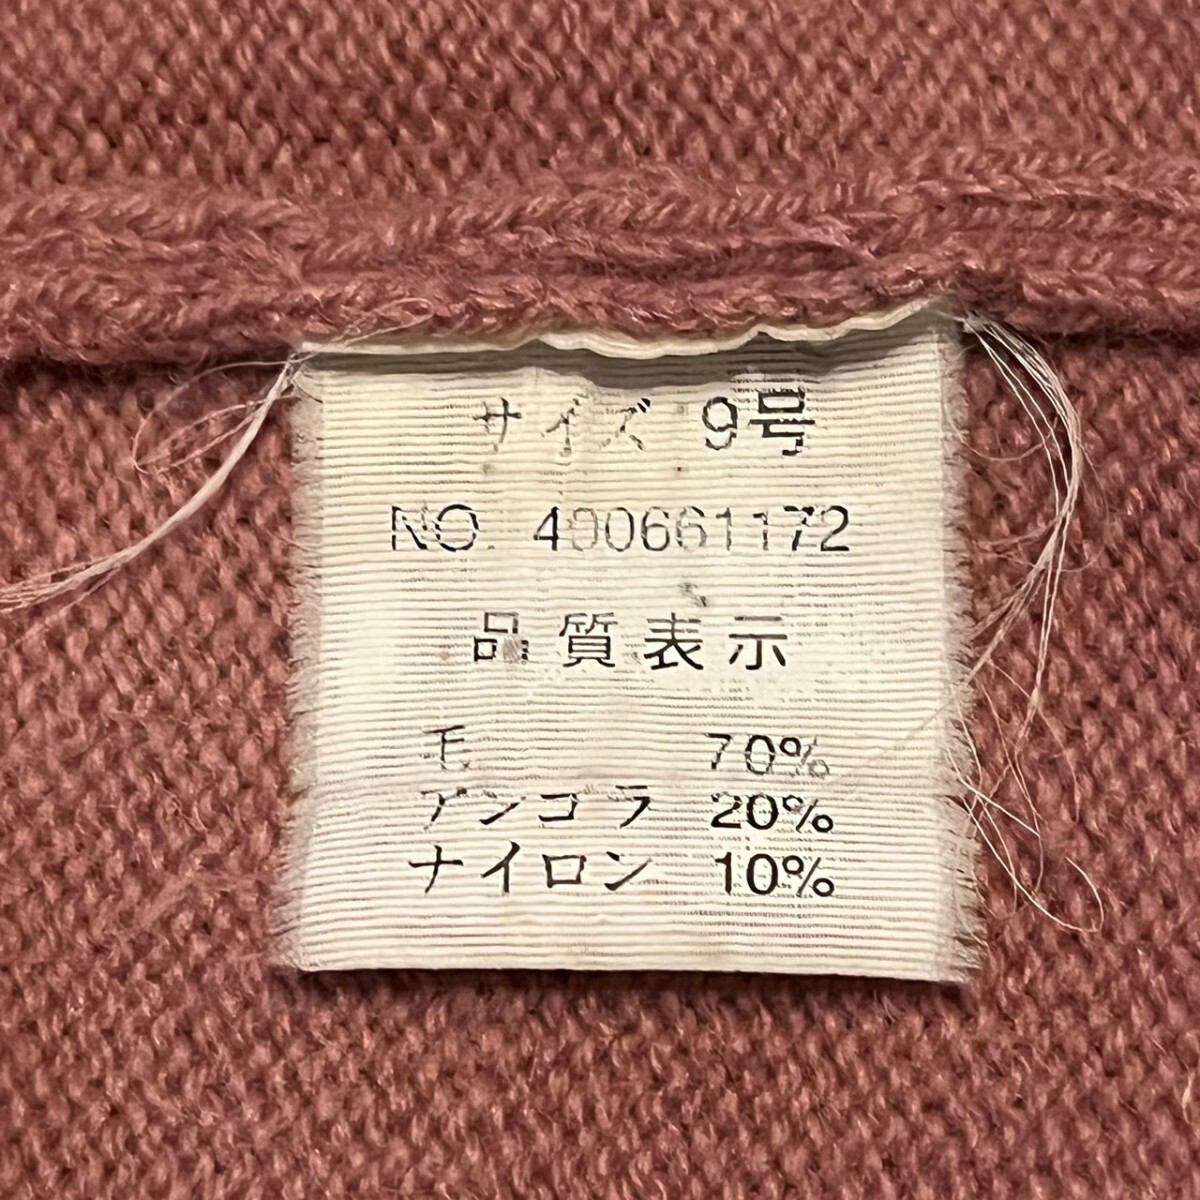 サイズ 9号
NO. 400661172
品質表示
毛 70%
アンゴラ 20%
ナイロン 10%